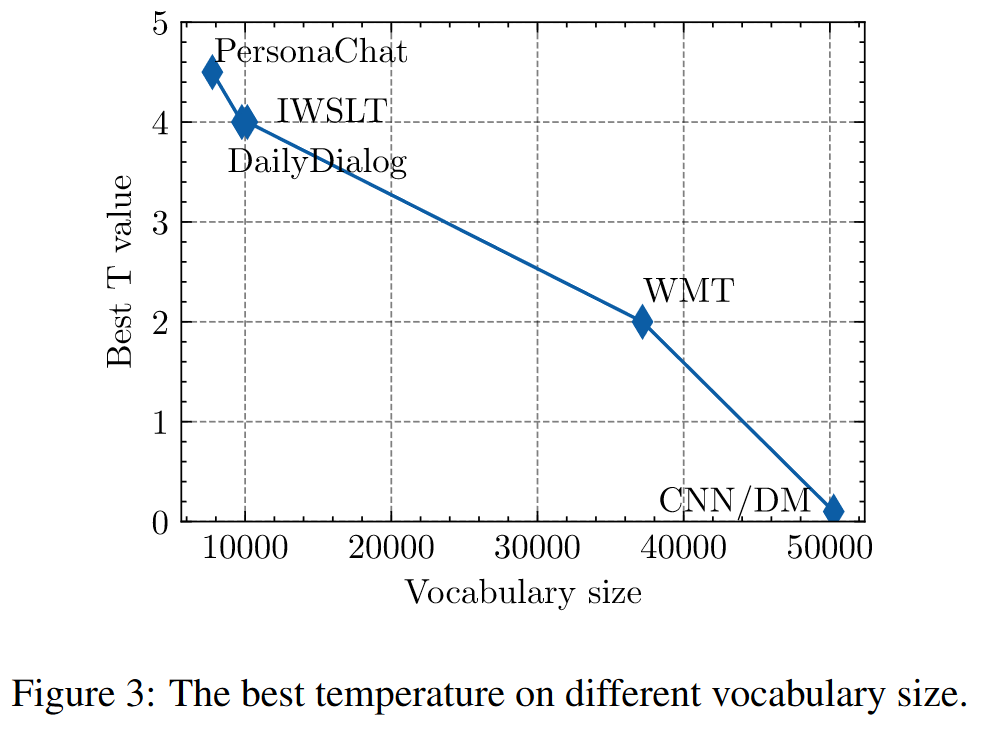 5
PersonaChat
4
IWSLT
DailyDialog
3
WMT
2
1
CNN/DM
0
10000 20000 30000 40000 50000
Best T value
Vocabulary size
Figure 3: The best temperature on different vocabulary size.